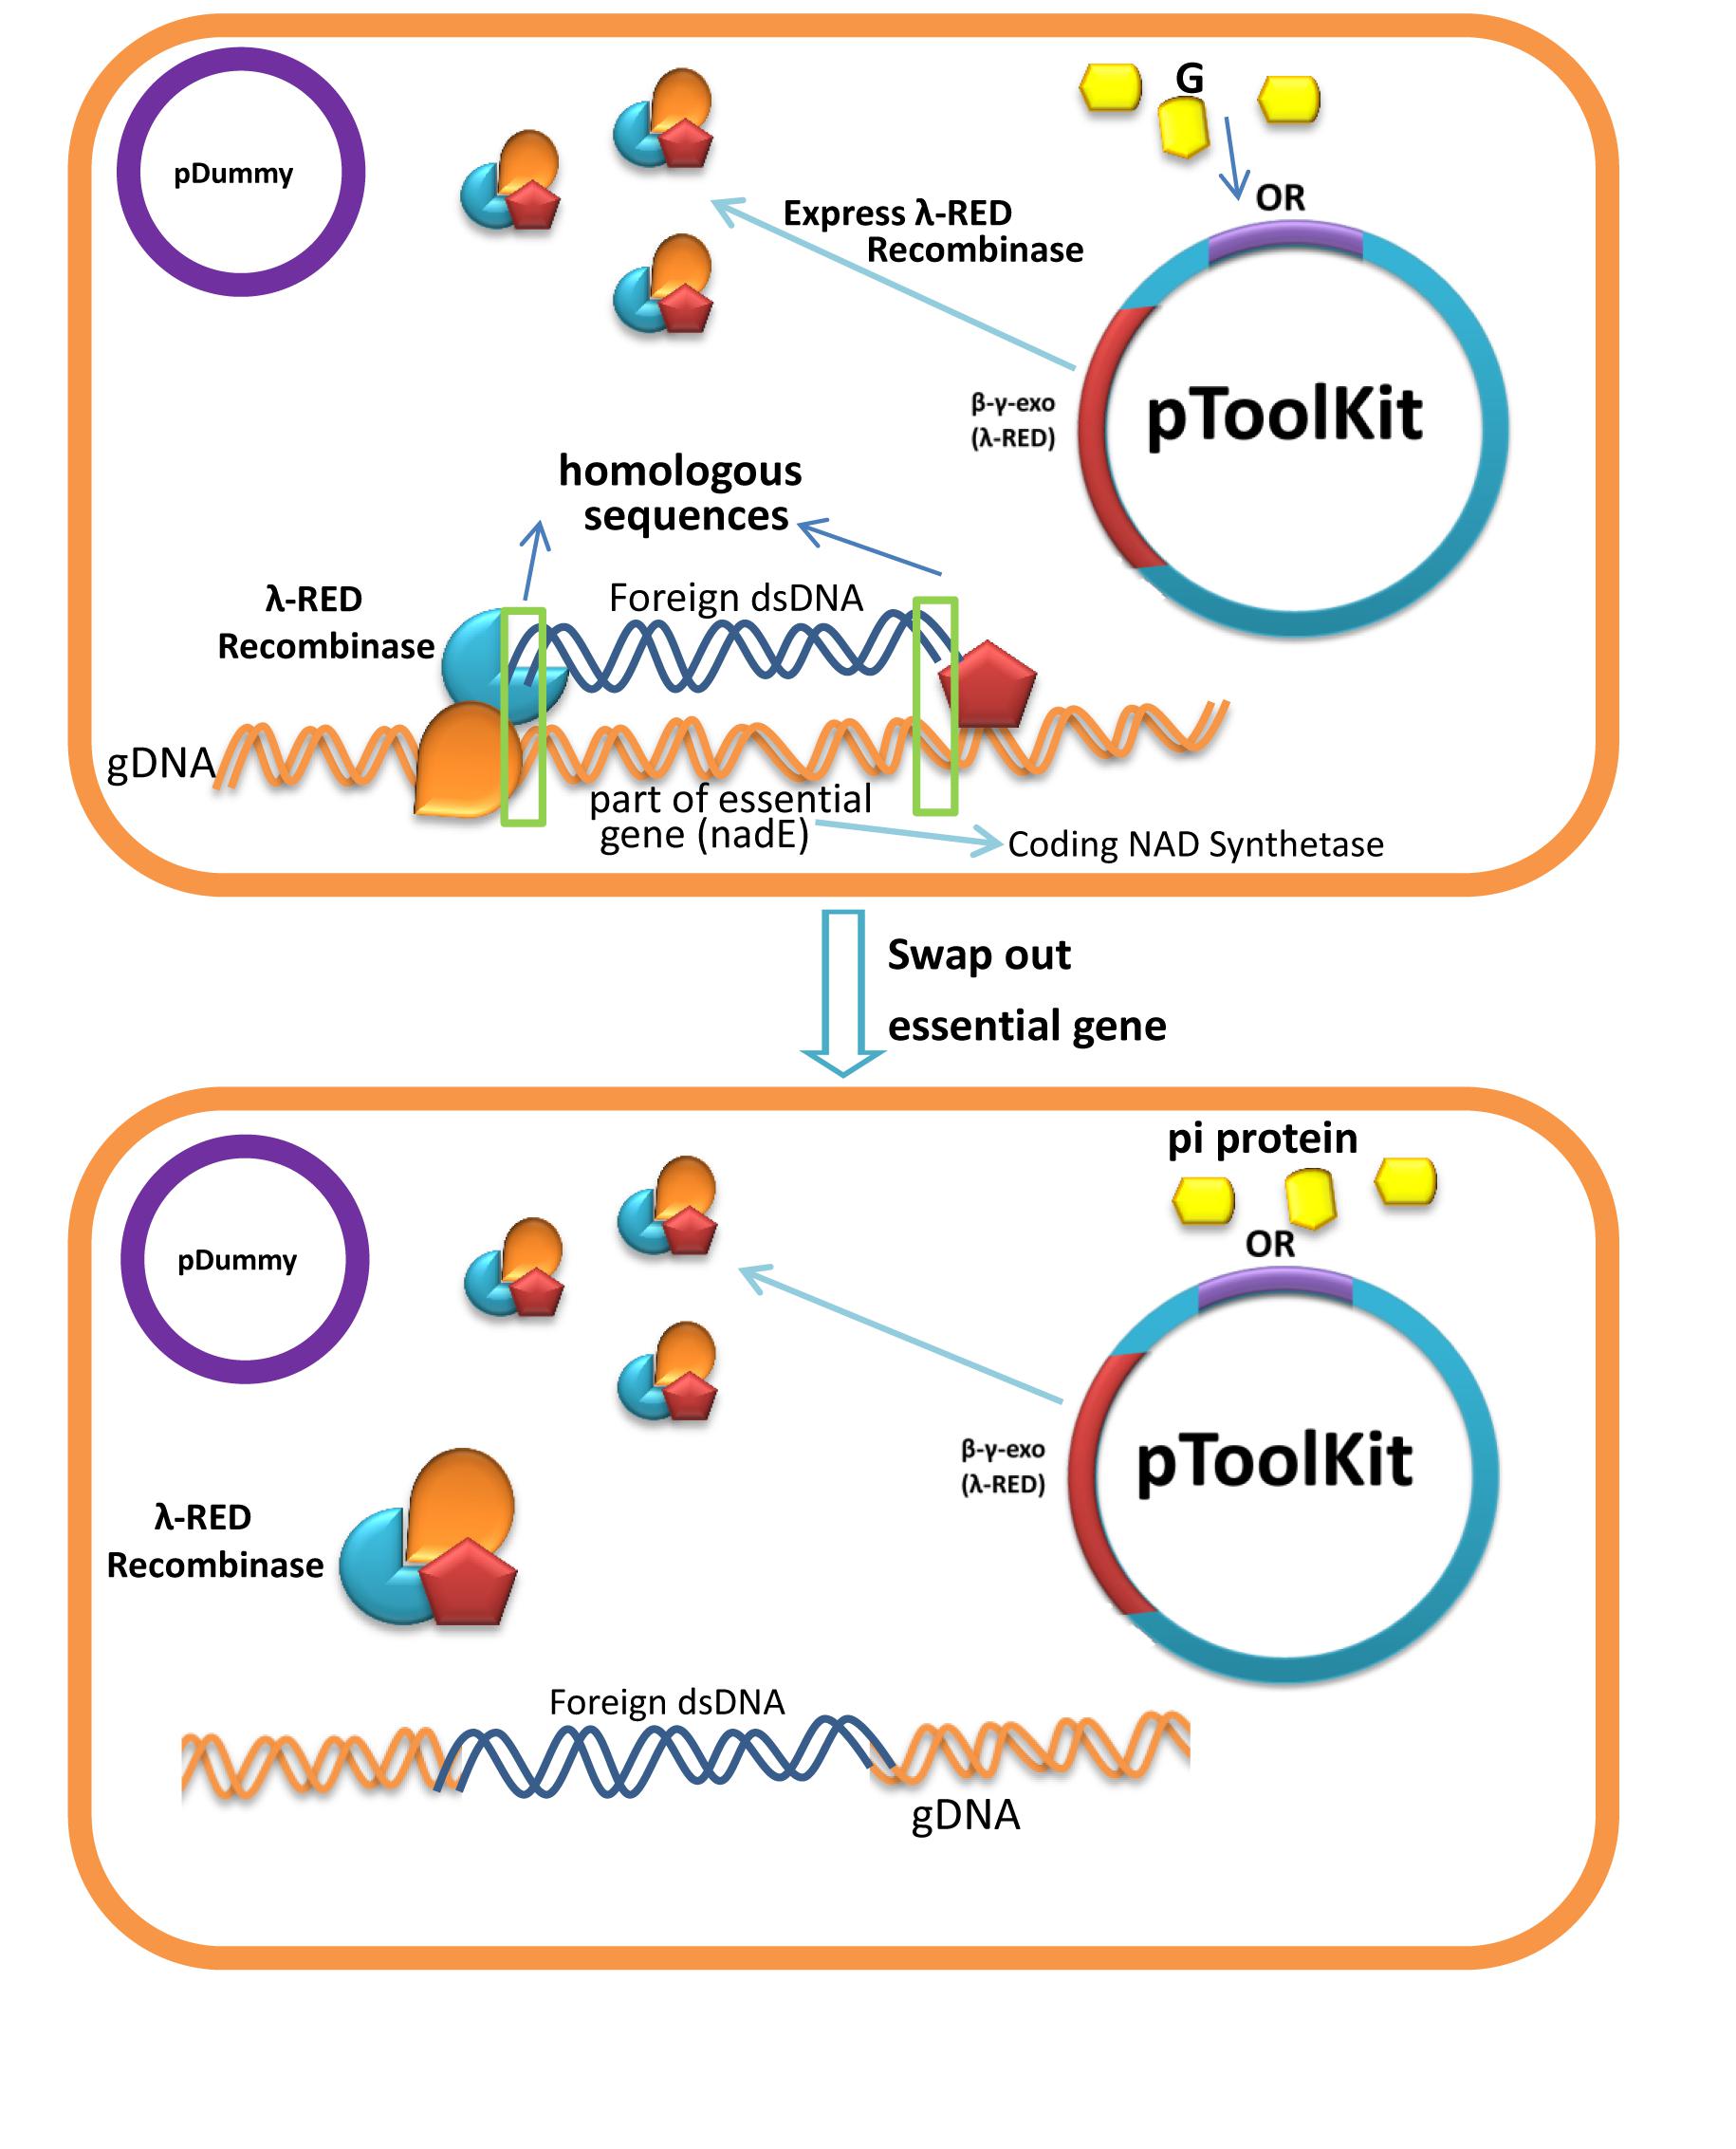 pDummy
G
OR
Express λ-RED
Recombinase
pToolKit
β-γ-exo
(λ-RED)
homologous
sequences
λ-RED
Recombinase
Foreign dsDNA
gDNA
part of essential
gene (nadE)
Coding NAD Synthetase
Swap out
essential gene
pDummy
pi protein
OR
pToolKit
β-γ-exo
(λ-RED)
λ-RED
Recombinase
Foreign dsDNA
gDNA